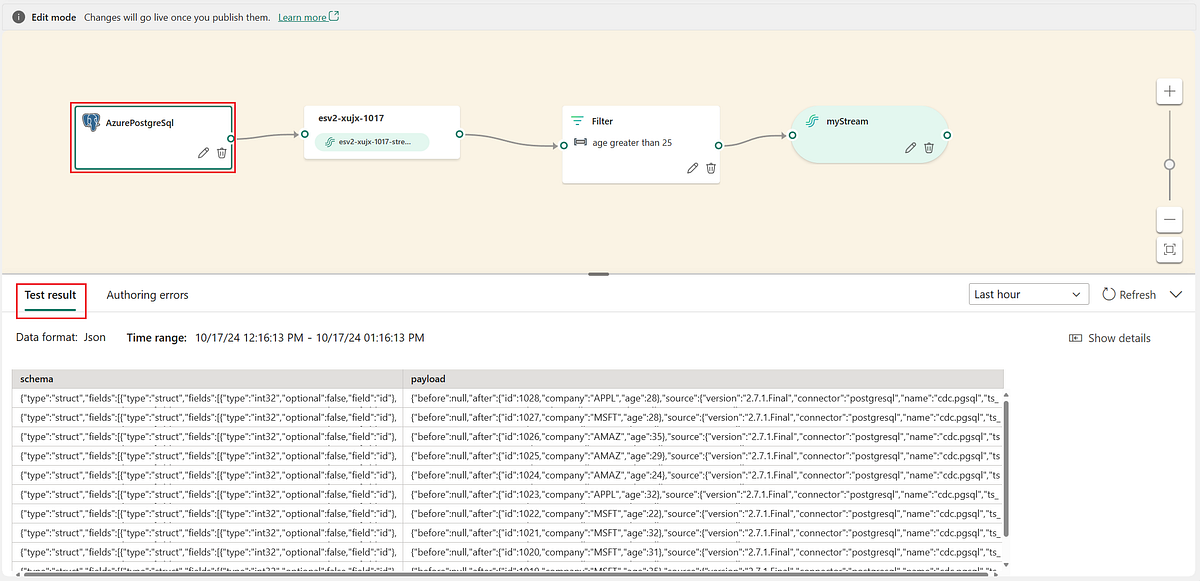 Edit mode Changes will go live once you publish them. Learn more
AzurePostgreSql
esv2-xujx-1017
esv2-xujx-1017-stre...
Filter
age greater than 25
myStream
Test result Authoring errors Last hour Refresh
Data format: Json Time range: 10/17/24 12:16:13 PM - 10/17/24 01:16:13 PM Show details
schema payload
{"type":"struct","fields":[{"type":"struct","fields":[{"type":"int32","optional":false,"field":"id"}, {"before":null,"after":{"id":1028,"company":"APPL","age":28},"source":{"version":"2.7.1.Final","connector":"postgresql","name":"cdc.pgsql","ts_
{"type":"struct","fields":[{"type":"struct","fields":[{"type":"int32","optional":false,"field":"id"}, {"before":null,"after":{"id":1027,"company":"MSFT","age":28},"source":{"version":"2.7.1.Final","connector":"postgresql","name":"cdc.pgsql","ts_
{"type":"struct","fields":[{"type":"struct","fields":[{"type":"int32","optional":false,"field":"id"}, {"before":null,"after":{"id":1026,"company":"AMAZ","age":35},"source":{"version":"2.7.1.Final","connector":"postgresql","name":"cdc.pgsql","ts
{"type":"struct","fields":[{"type":"struct","fields":[{"type":"int32","optional":false,"field":"id"}, {"before":null,"after":{"id":1025,"company":"AMAZ","age":29},"source":{"version":"2.7.1.Final","connector":"postgresql","name":"cdc.pgsql","ts
{"type":"struct","fields":[{"type":"struct","fields":[{"type":"int32","optional":false,"field":"id"}, {"before":null,"after":{"id":1024,"company":"AMAZ","age":24},"source":{"version":"2.7.1.Final","connector":"postgresql","name":"cdc.pgsql","ts
{"type":"struct","fields":[{"type":"struct","fields":[{"type":"int32","optional":false,"field":"id"}, {"before":null,"after":{"id":1023,"company":"APPL","age":32},"source":{"version":"2.7.1.Final","connector":"postgresql","name":"cdc.pgsql","ts_
{"type":"struct","fields":[{"type":"struct","fields":[{"type":"int32","optional":false,"field":"id"}, {"before":null,"after":{"id":1022,"company":"MSFT","age":22},"source":{"version":"2.7.1.Final","connector":"postgresql","name":"cdc.pgsql","ts_
{"type":"struct","fields":[{"type":"struct","fields":[{"type":"int32","optional":false,"field":"id"}, {"before":null,"after":{"id":1021,"company":"MSFT","age":32},"source":{"version":"2.7.1.Final","connector":"postgresql","name":"cdc.pgsql","ts_
{"type":"struct","fields":[{"type":"struct","fields":[{"type":"int32","optional":false,"field":"id"}, {"before":null,"after":{"id":1020,"company":"MSFT","age":31},"source":{"version":"2.7.1.Final","connector":"postgresql","name":"cdc.pgsql","ts_